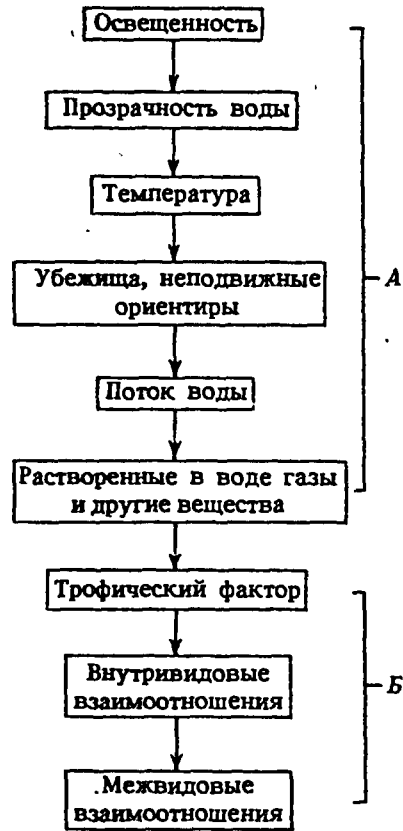 Освещенность
Прозрачность воды
Температура
Убежища, неподвижные
ориентиры
А
Поток воды
Растворенные в воде газы
и другие вещества
Трофический фактор
Внутривидовые
взаимоотношения
Б
Межвидовые
взаимоотношения